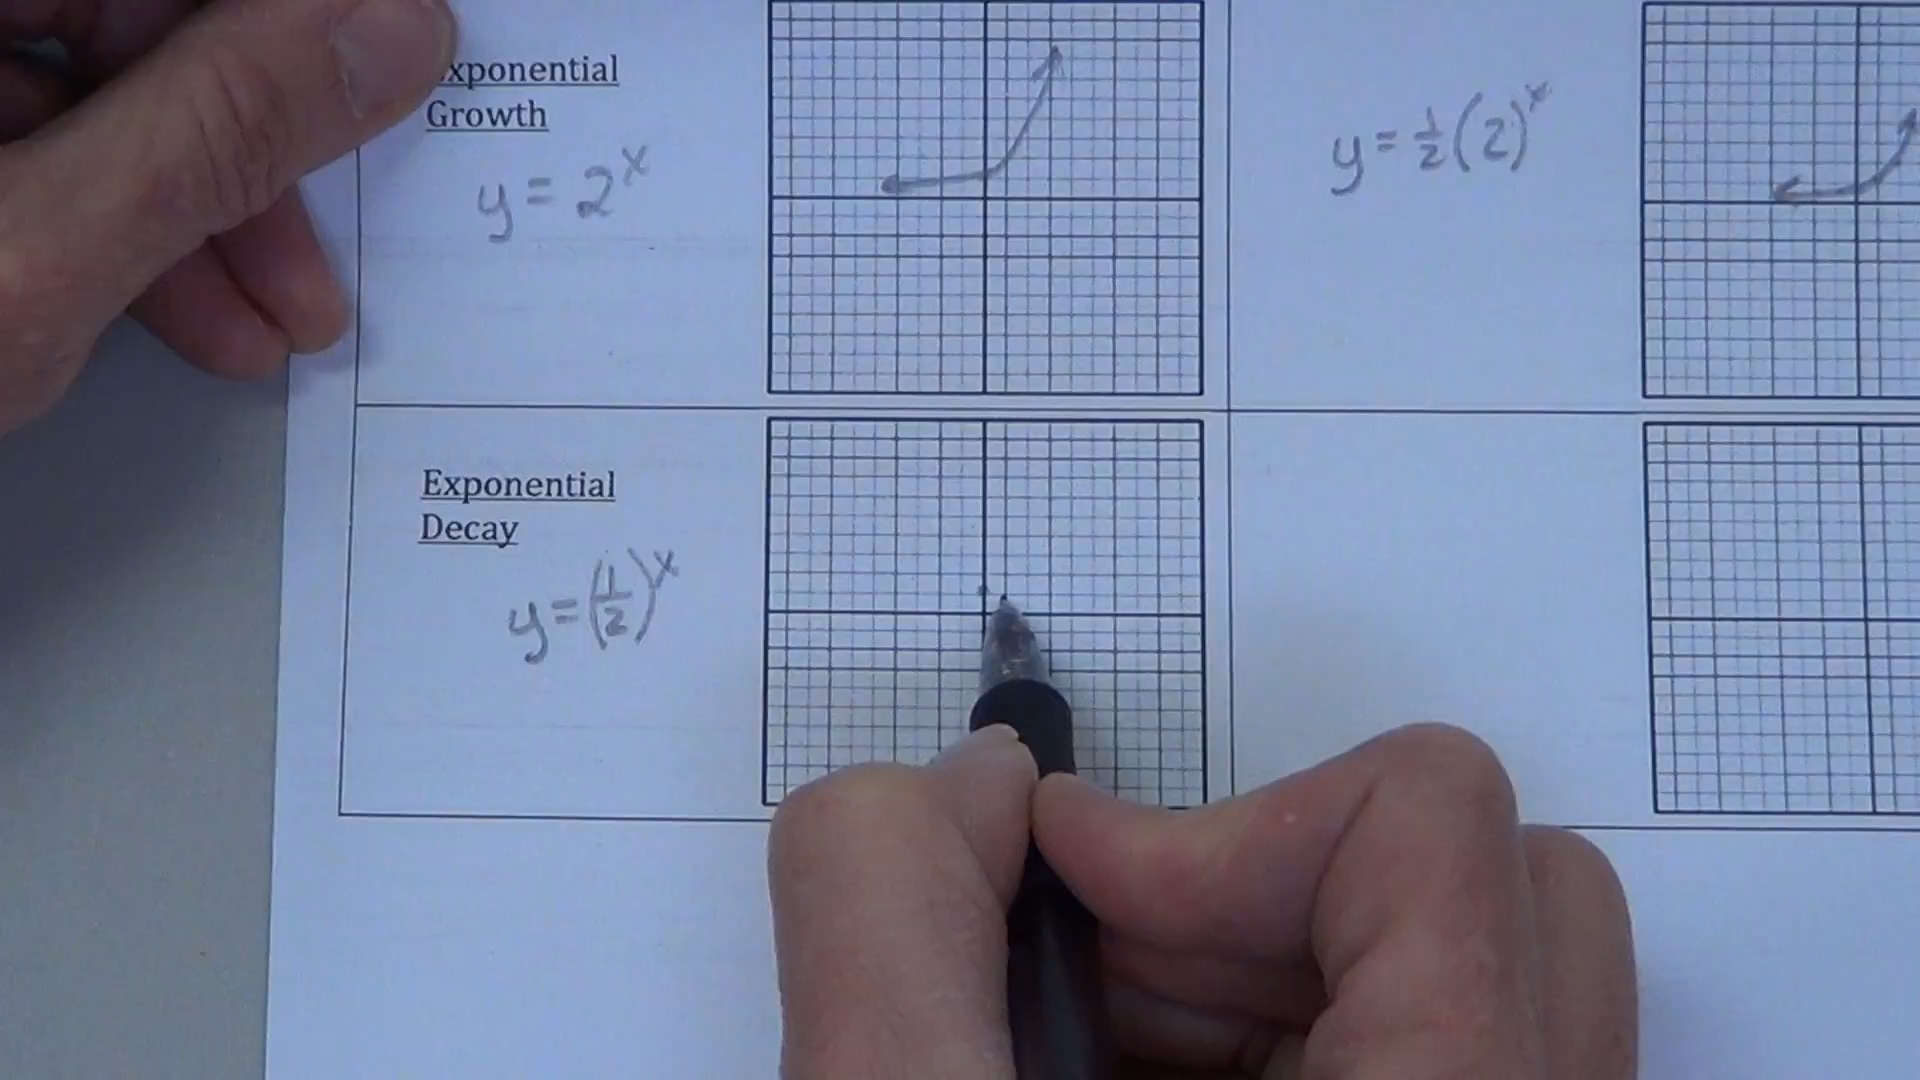 Exponential
Growth
y = 2^x
y = 1/2 (2)^x
Exponential
Decay
y = (1/2)^x